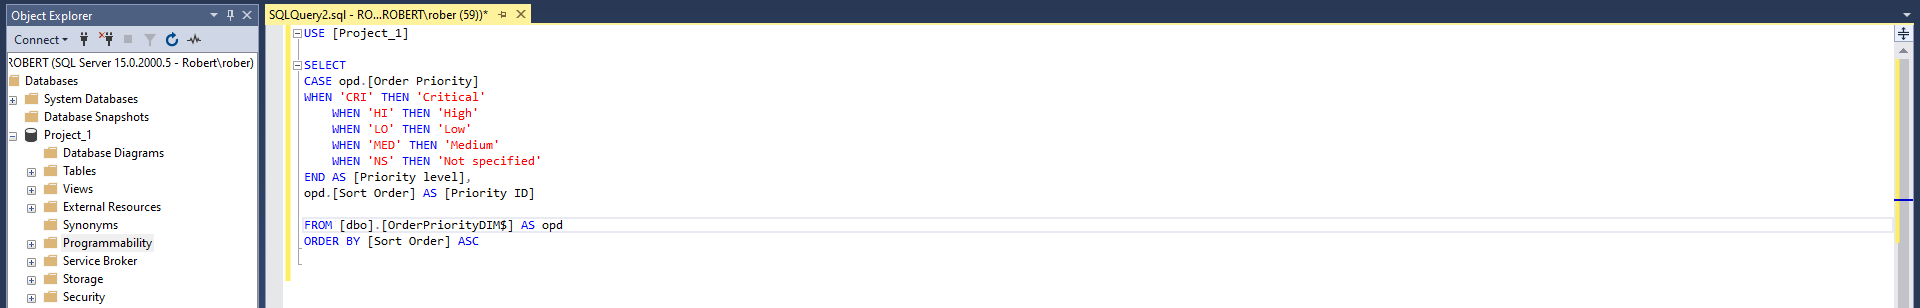 Object Explorer
Connect
ROBERT (SQL Server 15.0.2000.5 - Robert\rober)
Databases
System Databases
Database Snapshots
Project_1
Database Diagrams
Tables
Views
External Resources
Synonyms
Programmability
Service Broker
Storage
Security
SQLQuery2.sql - RO...ROBERT\rober (59))*
USE [Project_1]
SELECT
CASE opd.[Order Priority]
WHEN 'CRI' THEN 'Critical'
WHEN 'HI' THEN 'High'
WHEN 'LO' THEN 'Low'
WHEN 'MED' THEN 'Medium'
WHEN 'NS' THEN 'Not specified'
END AS [Priority level],
opd.[Sort Order] AS [Priority ID]
FROM [dbo].[OrderPriorityDIM$] AS opd
ORDER BY [Sort Order] ASC